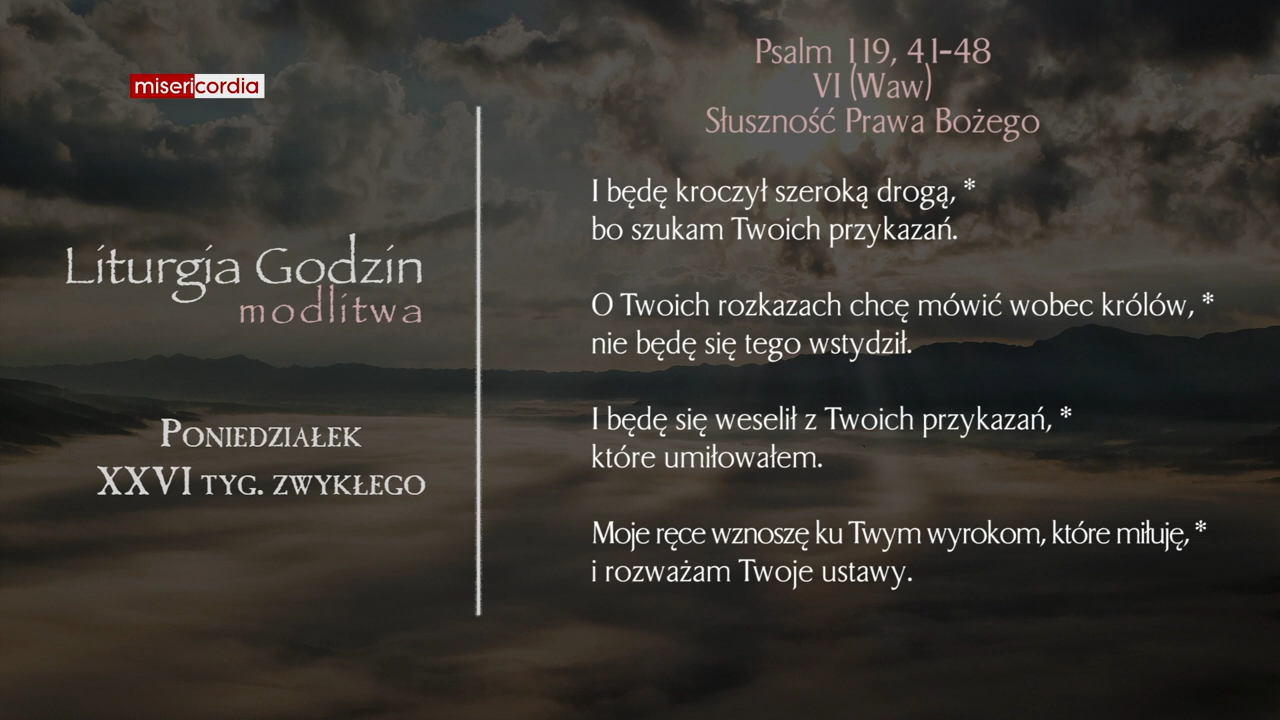 misericordia
Liturgia Godzin
modlitwa
Poniedziałek
XXVI tyg. zwykłego
Psalm 119, 41-48
VI (Waw)
Słuszność Prawa Bożego
I będę kroczył szeroką drogą, *
bo szukam Twoich przykazań.
O Twoich rozkazach chcę mówić wobec królów, *
nie będę się tego wstydził.
I będę się weselił z Twoich przykazań, *
które umiłowałem.
Moje ręce wznoszę ku Twym wyrokom, które miłuję, *
i rozważam Twoje ustawy.